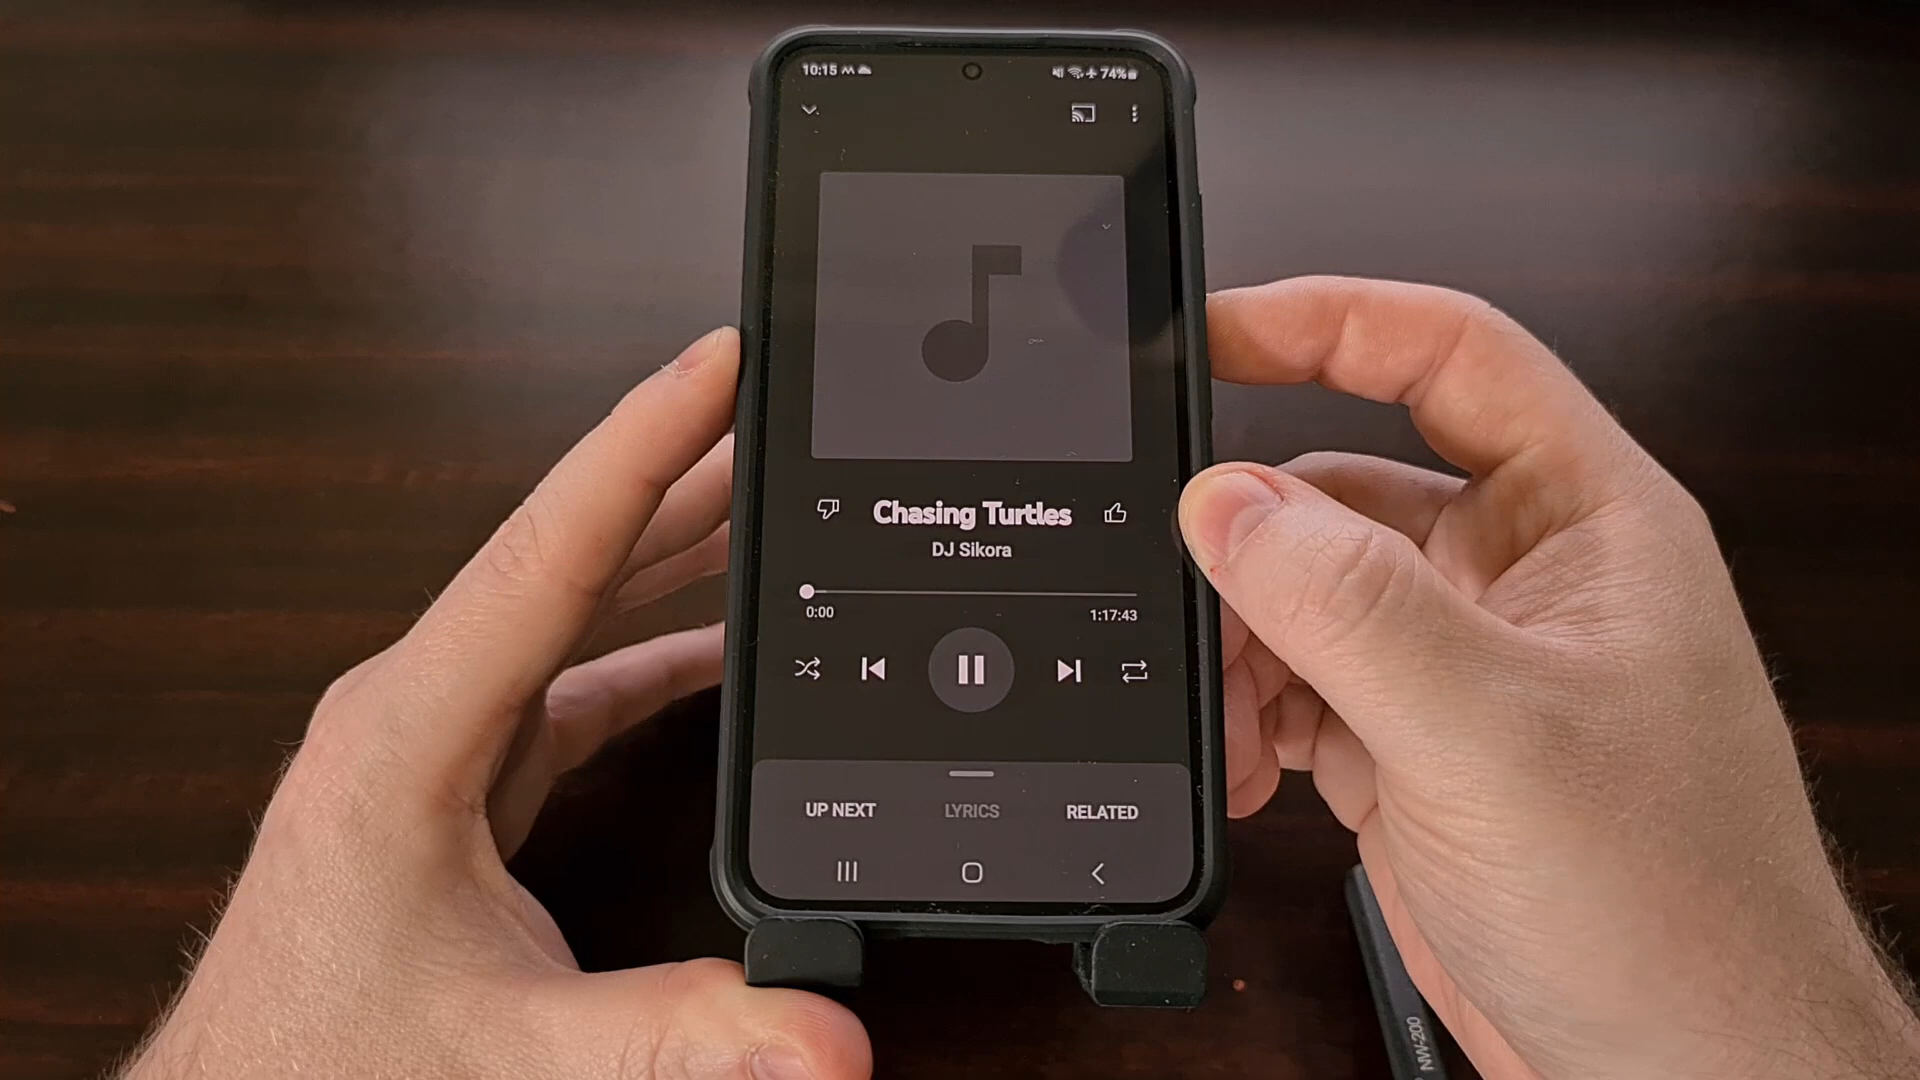 10:15
74%
Chasing Turtles
DJ Sikora
0:00
1:17:43
UP NEXT
LYRICS
RELATED
NW-200